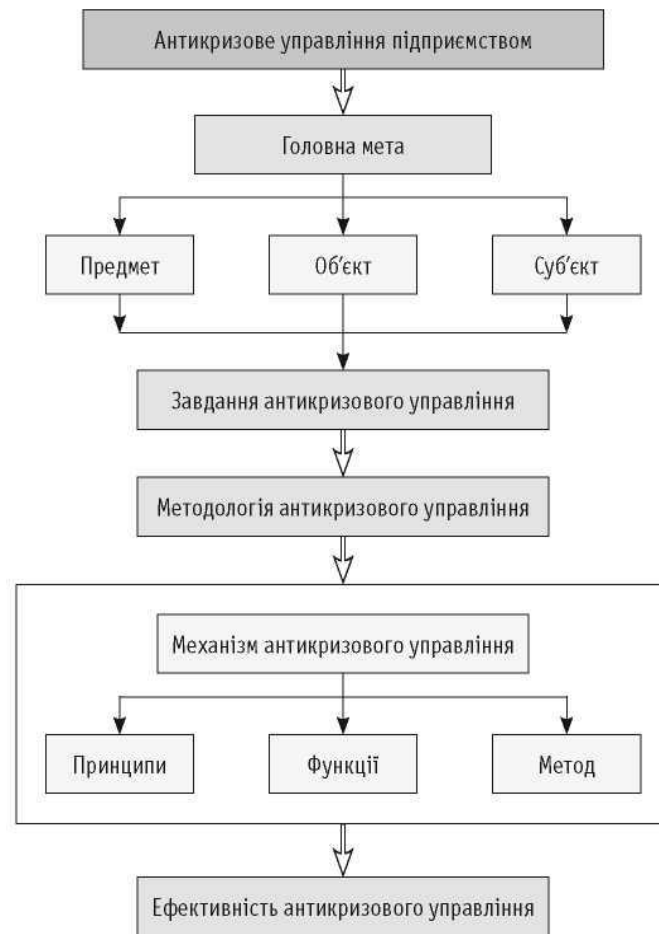 Антикризове управління підприємством
Головна мета
Предмет
Об'єкт
Суб'єкт
Завдання антикризового управління
Методологія антикризового управління
Механізм антикризового управління
Принципи
Функції
Метод
Ефективність антикризового управління